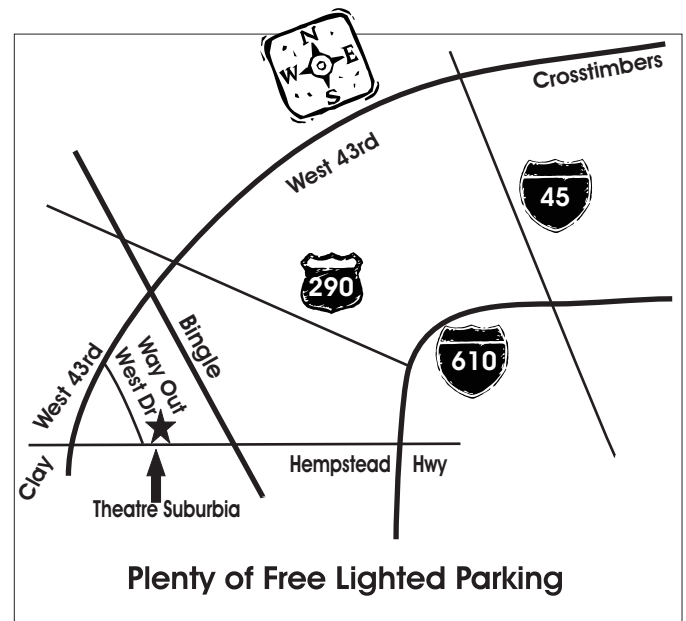 N
W E
S
Crosstimbers
West 43rd
45
290
610
Bingle
Way Out
West Dr
West 43rd
Clay
Hempstead Hwy
Theatre Suburbia
Plenty of Free Lighted Parking